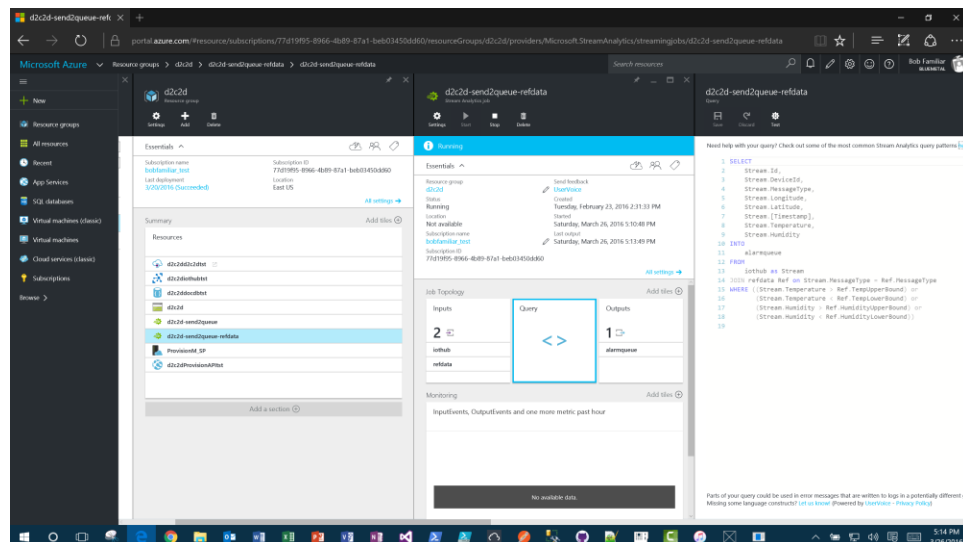 d2c2d-send2queue-refc
portal.azure.com/#resource/subscriptions/77d19f95-8966-4b89-87a1-beb03450dd60/resourceGroups/d2c2d/providers/Microsoft.StreamAnalytics/streamingjobs/d2c2d-send2queue-refdata
Microsoft Azure
Resource groups > d2c2d > d2c2d-send2queue-refdata > d2c2d-send2queue-refdata
Search resources
Bob Familiar
BLUEMETAL
New
Resource groups
All resources
Recent
App Services
SQL databases
Virtual machines (classic)
Virtual machines
Cloud services (classic)
Subscriptions
Browse >
d2c2d
Resource group
Settings Add Delete
Essentials
Subscription name
bobfamiliar_test
Last deployment
3/20/2016 (Succeeded)
Subscription ID
77d19f95-8966-4b89-87a1-beb03450dd60
Location
East US
All settings →
Summary
Add tiles
Resources
d2c2dd2c2dtxt
d2c2diothubtxt
d2c2ddocdbtxt
d2c2d
d2c2d-send2queue
d2c2d-send2queue-refdata
ProvisionM_SP
d2c2dProvisionAPItxt
Add a section
d2c2d-send2queue-refdata
Stream Analytics job
Settings Start Stop Delete
Running
Essentials
Resource group
d2c2d
Status
Running
Location
Not available
Subscription name
bobfamiliar_test
Subscription ID
77d19f95-8966-4b89-87a1-beb03450dd60
Send feedback
UserVoice
Created
Tuesday, February 23, 2016 2:31:33 PM
Started
Saturday, March 26, 2016 5:10:48 PM
Last output
Saturday, March 26, 2016 5:13:49 PM
All settings →
Job Topology
Add tiles
Inputs
2
iothub
refdata
Query
< >
Outputs
1
alarmqueue
Monitoring
Add tiles
InputEvents, OutputEvents and one more metric past hour
No available data.
d2c2d-send2queue-refdata
Query
Save Discard Test
Need help with your query? Check out some of the most common Stream Analytics query patterns
1 SELECT
2 Stream.Id,
3 Stream.DeviceId,
4 Stream.MessageType,
5 Stream.Longitude,
6 Stream.Latitude,
7 Stream.[Timestamp],
8 Stream.Temperature,
9 Stream.Humidity
10 INTO
11 alarmqueue
12 FROM
13 iothub as Stream
14 JOIN refdata Ref on Stream.MessageType = Ref.MessageType
15 WHERE ((Stream.Temperature > Ref.TempUpperBound) or
16 (Stream.Temperature < Ref.TempLowerBound) or
17 (Stream.Humidity > Ref.HumidityUpperBound) or
18 (Stream.Humidity < Ref.HumidityLowerBound))
19
Parts of your query could be used in error messages that are written to logs in a potentially different
Missing some language constructs? Let us know! (Powered by UserVoice - Privacy Policy)
5:14 PM
3/26/2016